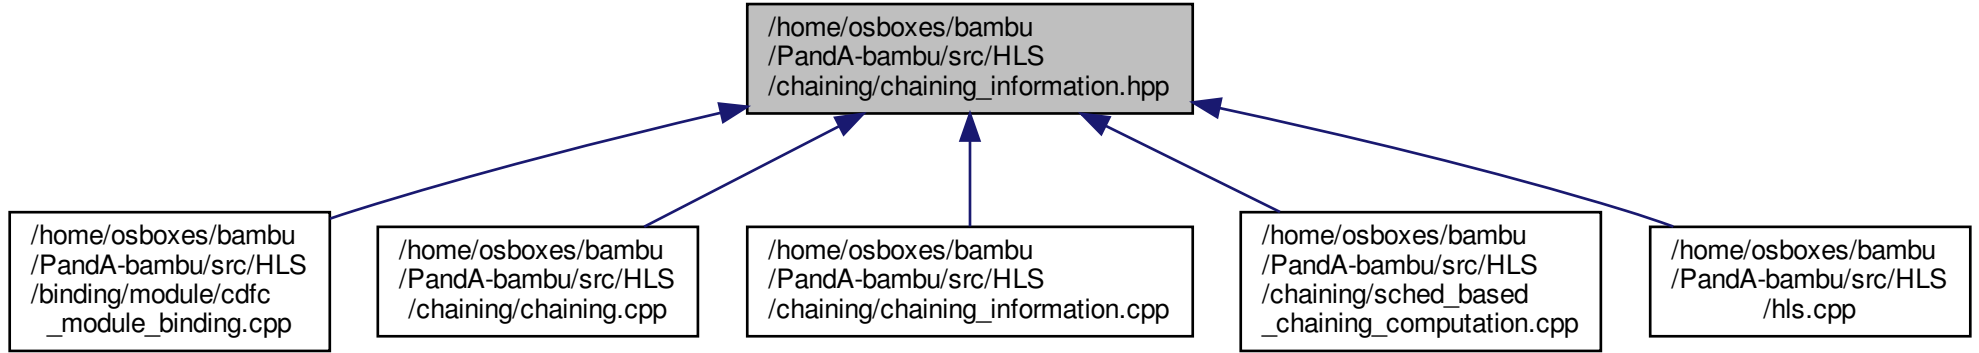 /home/osboxes/bambu
/PandA-bambu/src/HLS
/chaining/chaining_information.hpp
/home/osboxes/bambu
/PandA-bambu/src/HLS
/binding/module/cdfc
_module_binding.cpp
/home/osboxes/bambu
/PandA-bambu/src/HLS
/chaining/chaining.cpp
/home/osboxes/bambu
/PandA-bambu/src/HLS
/chaining/chaining_information.cpp
/home/osboxes/bambu
/PandA-bambu/src/HLS
/chaining/sched_based
_chaining_computation.cpp
/home/osboxes/bambu
/PandA-bambu/src/HLS
/hls.cpp